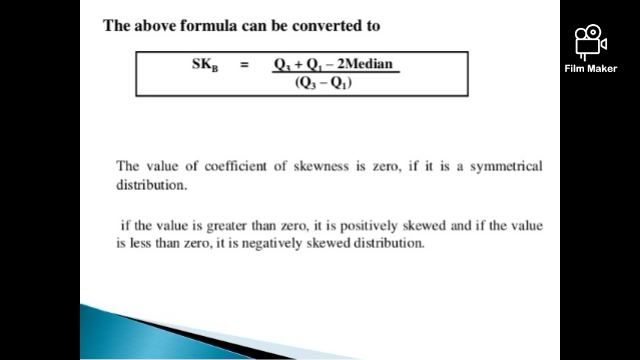 The above formula can be converted to
SKB = Q3 + Q1 – 2Median
(Q3 – Q1)
Film Maker
The value of coefficient of skewness is zero, if it is a symmetrical
distribution.
if the value is greater than zero, it is positively skewed and if the value
is less than zero, it is negatively skewed distribution.